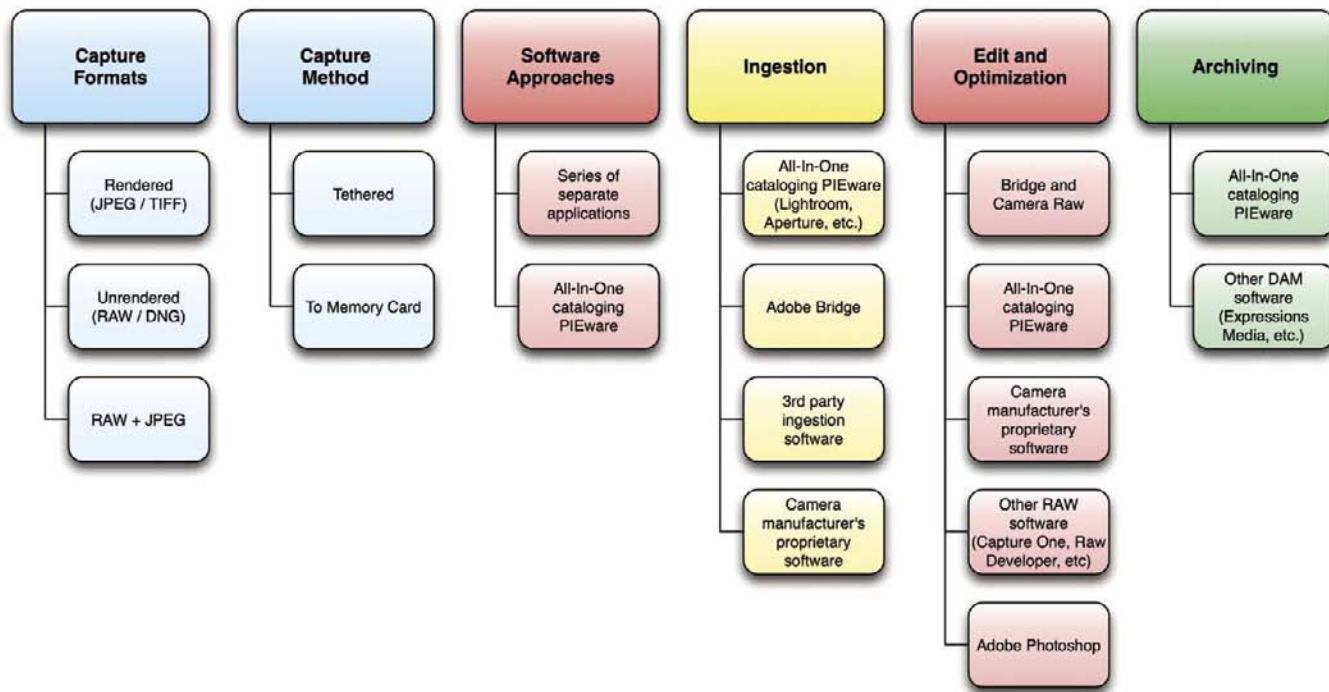 Capture
Formats
Rendered
(JPEG / TIFF)
Unrendered
(RAW / DNG)
RAW + JPEG
Capture
Method
Tethered
To Memory Card
Software
Approaches
Series of
separate
applications
All-In-One
cataloging
PIEware
Ingestion
All-In-One
cataloging PIEware
(Lightroom,
Aperture, etc.)
Adobe Bridge
3rd party
ingestion
software
Camera
manufacturer's
proprietary
software
Edit and
Optimization
Bridge and
Camera Raw
All-In-One
cataloging
PIEware
Camera
manufacturer's
proprietary
software
Other RAW
software
(Capture One, Raw
Developer, etc)
Adobe Photoshop
Archiving
All-In-One
cataloging
PIEware
Other DAM
software
(Expressions
Media, etc.)